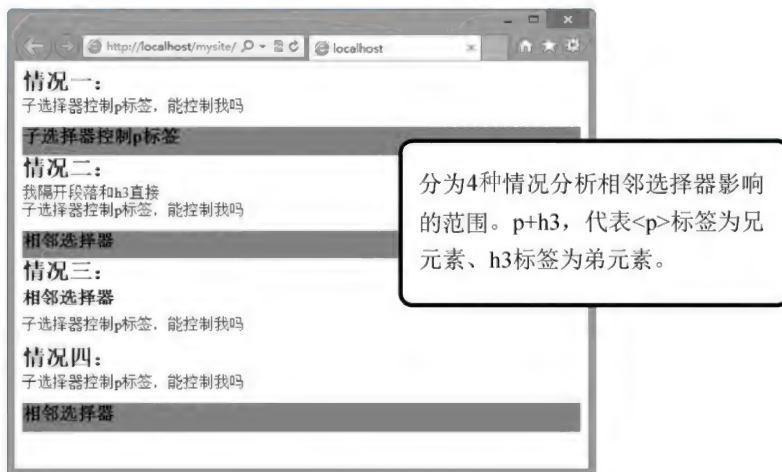 http://localhost/mysite/
localhost
情况一：
子选择器控制p标签，能控制我吗
子选择器控制p标签
情况二：
我隔开段落和h3直接
子选择器控制p标签，能控制我吗
相邻选择器
情况三：
相邻选择器
子选择器控制p标签，能控制我吗
情况四：
子选择器控制p标签，能控制我吗
相邻选择器
分为4种情况分析相邻选择器影响
的范围。p+h3，代表<p>标签为兄
元素、h3标签为弟元素。